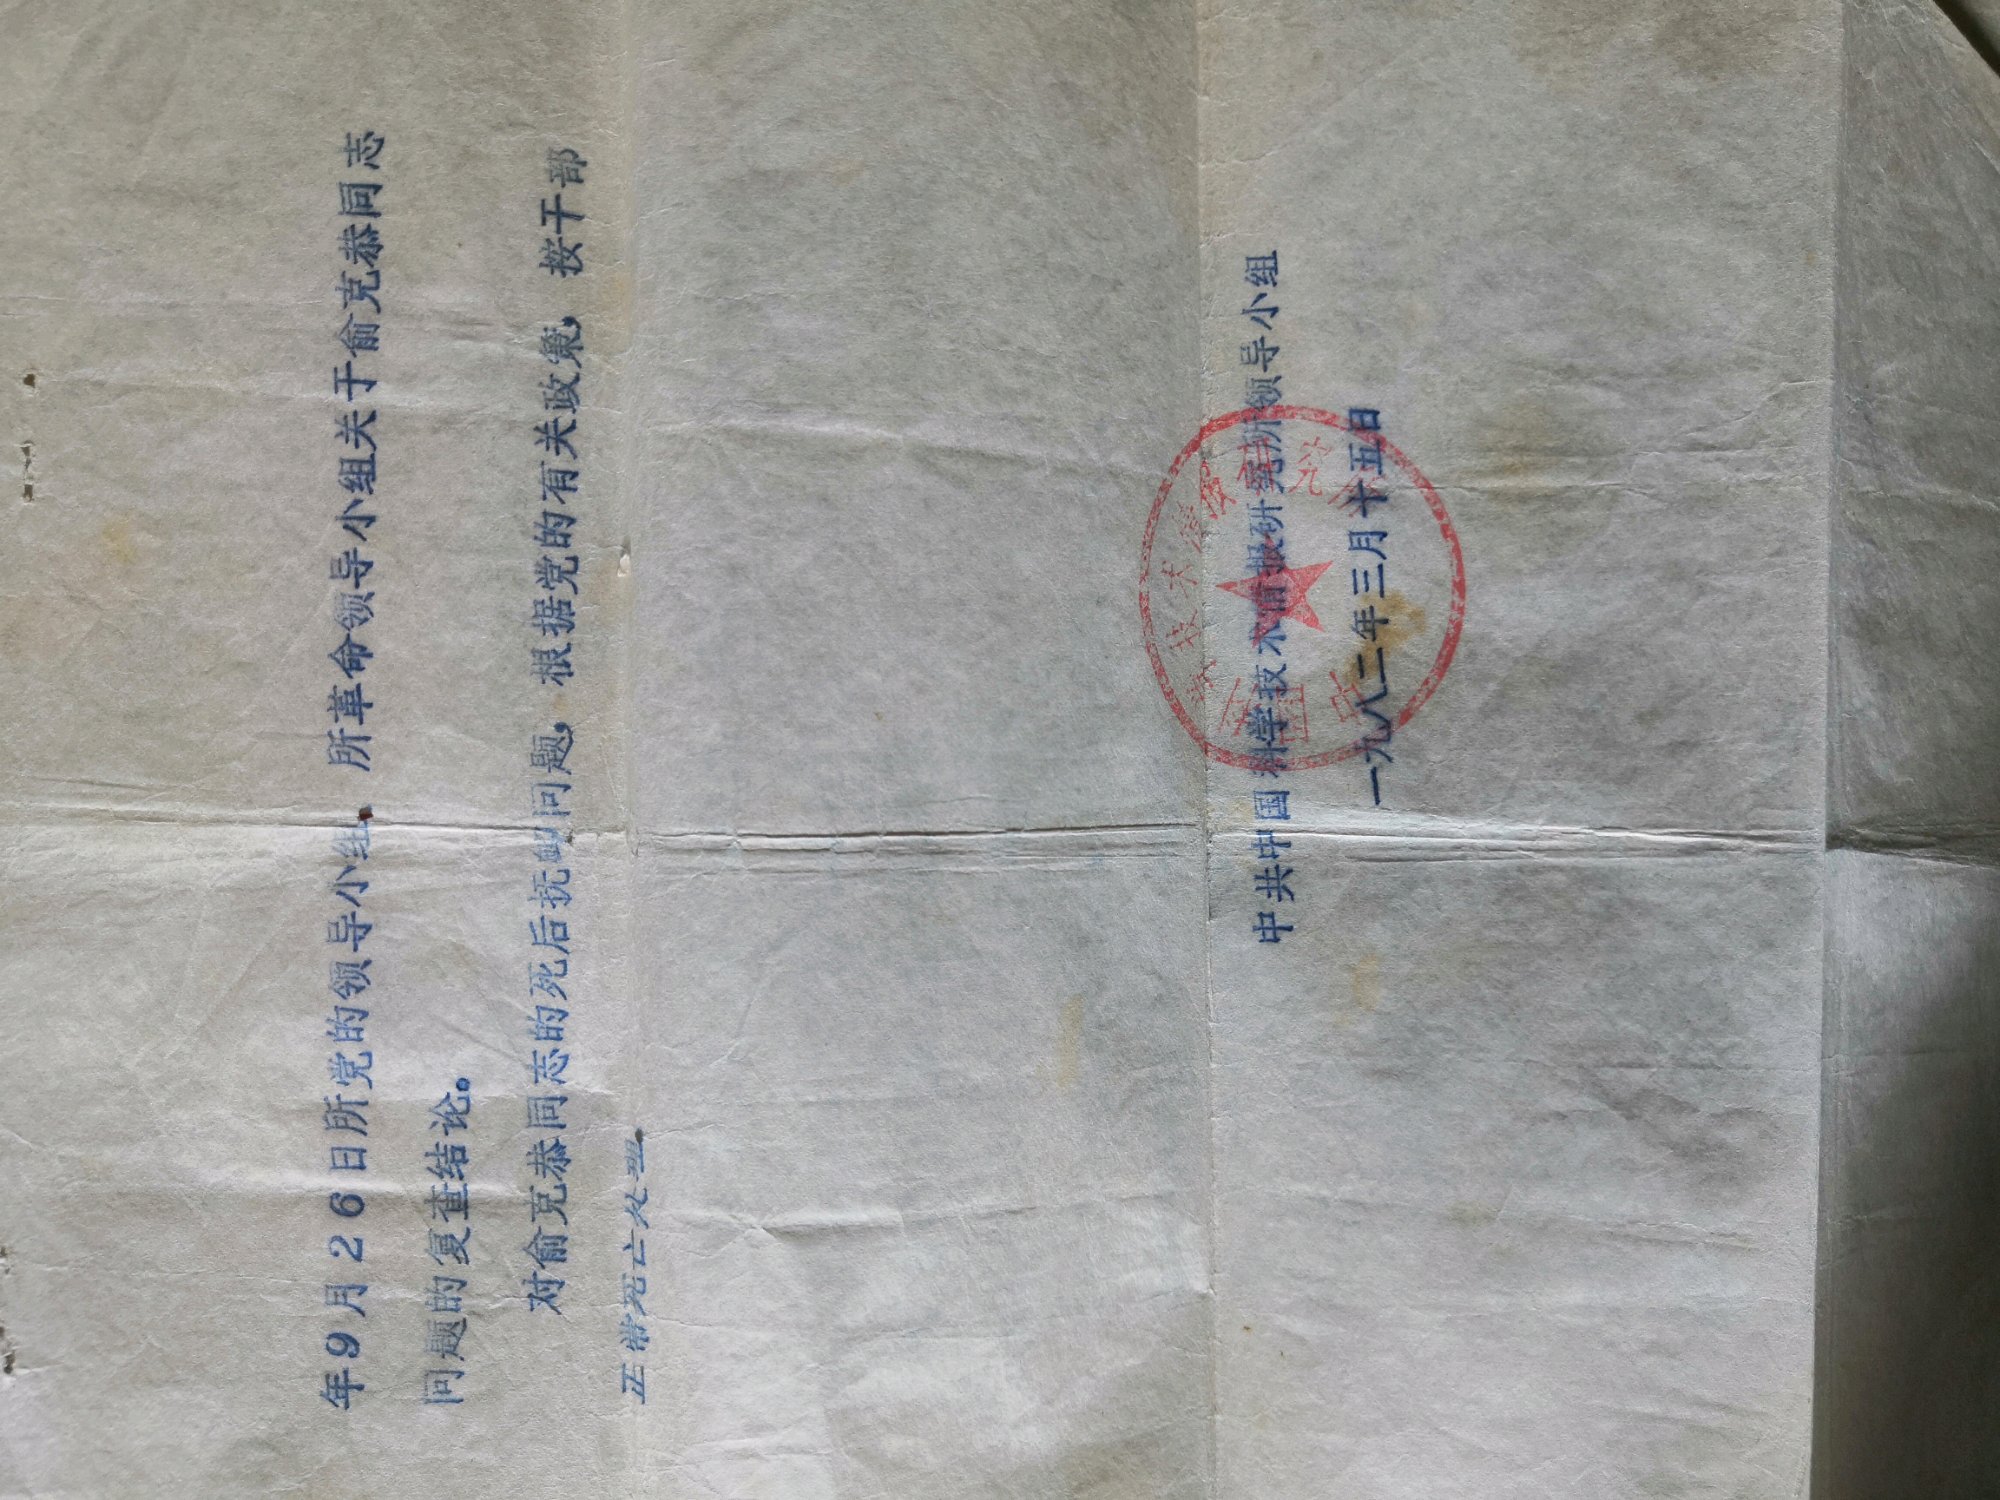 年9月26日所党的领导小组、所革命领导小组关于俞克恭同志
问题的复查结论。
对俞克恭同志的死后抚卹问题，根据党的有关政策，按干部
正常死亡处理。
中共中国科学技术情报研究所领导小组
一九八二年三月十五日